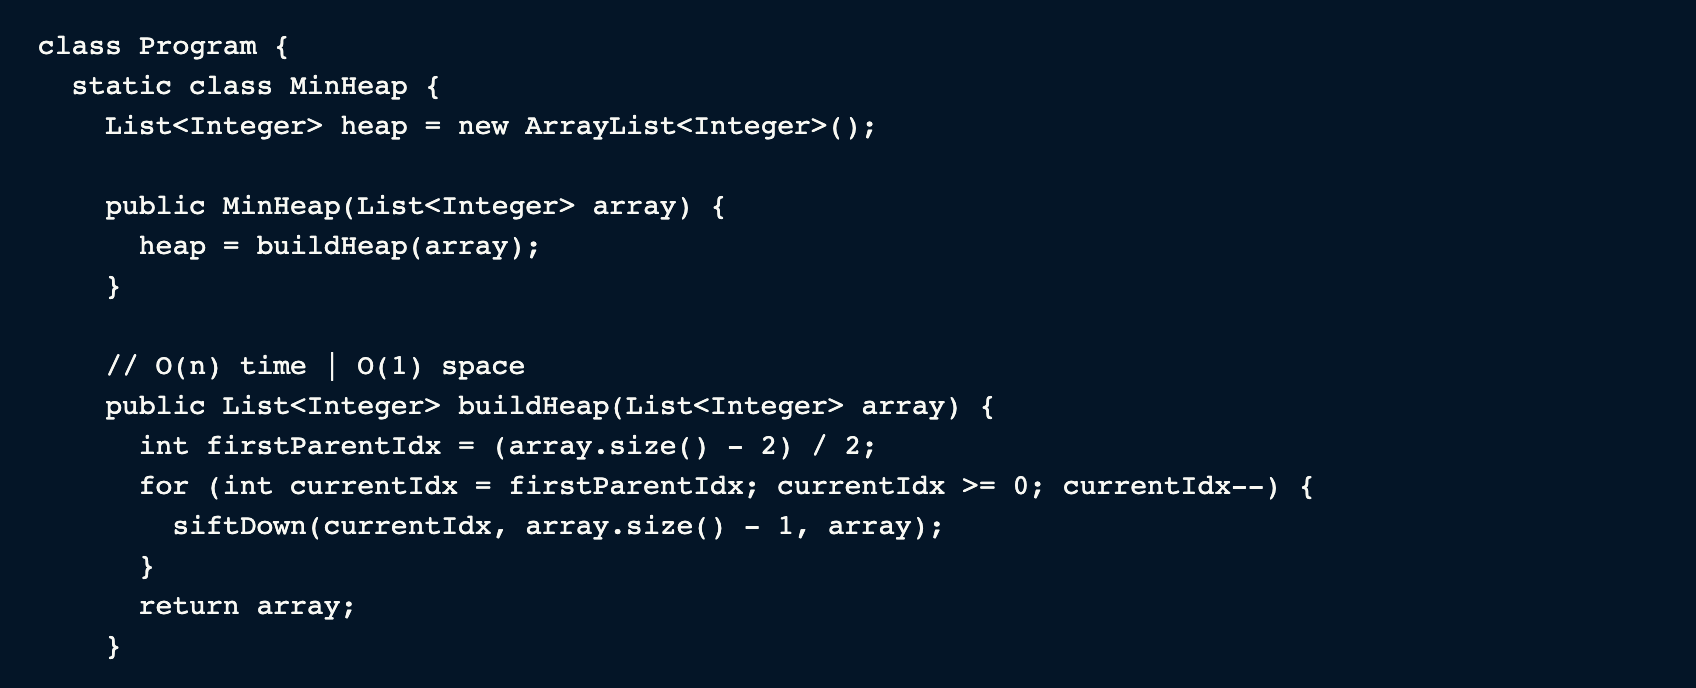 class Program {
  static class MinHeap {
    List<Integer> heap = new ArrayList<Integer>();

    public MinHeap(List<Integer> array) {
      heap = buildHeap(array);
    }

    // O(n) time | O(1) space
    public List<Integer> buildHeap(List<Integer> array) {
      int firstParentIdx = (array.size() - 2) / 2;
      for (int currentIdx = firstParentIdx; currentIdx >= 0; currentIdx--) {
        siftDown(currentIdx, array.size() - 1, array);
      }
      return array;
    }